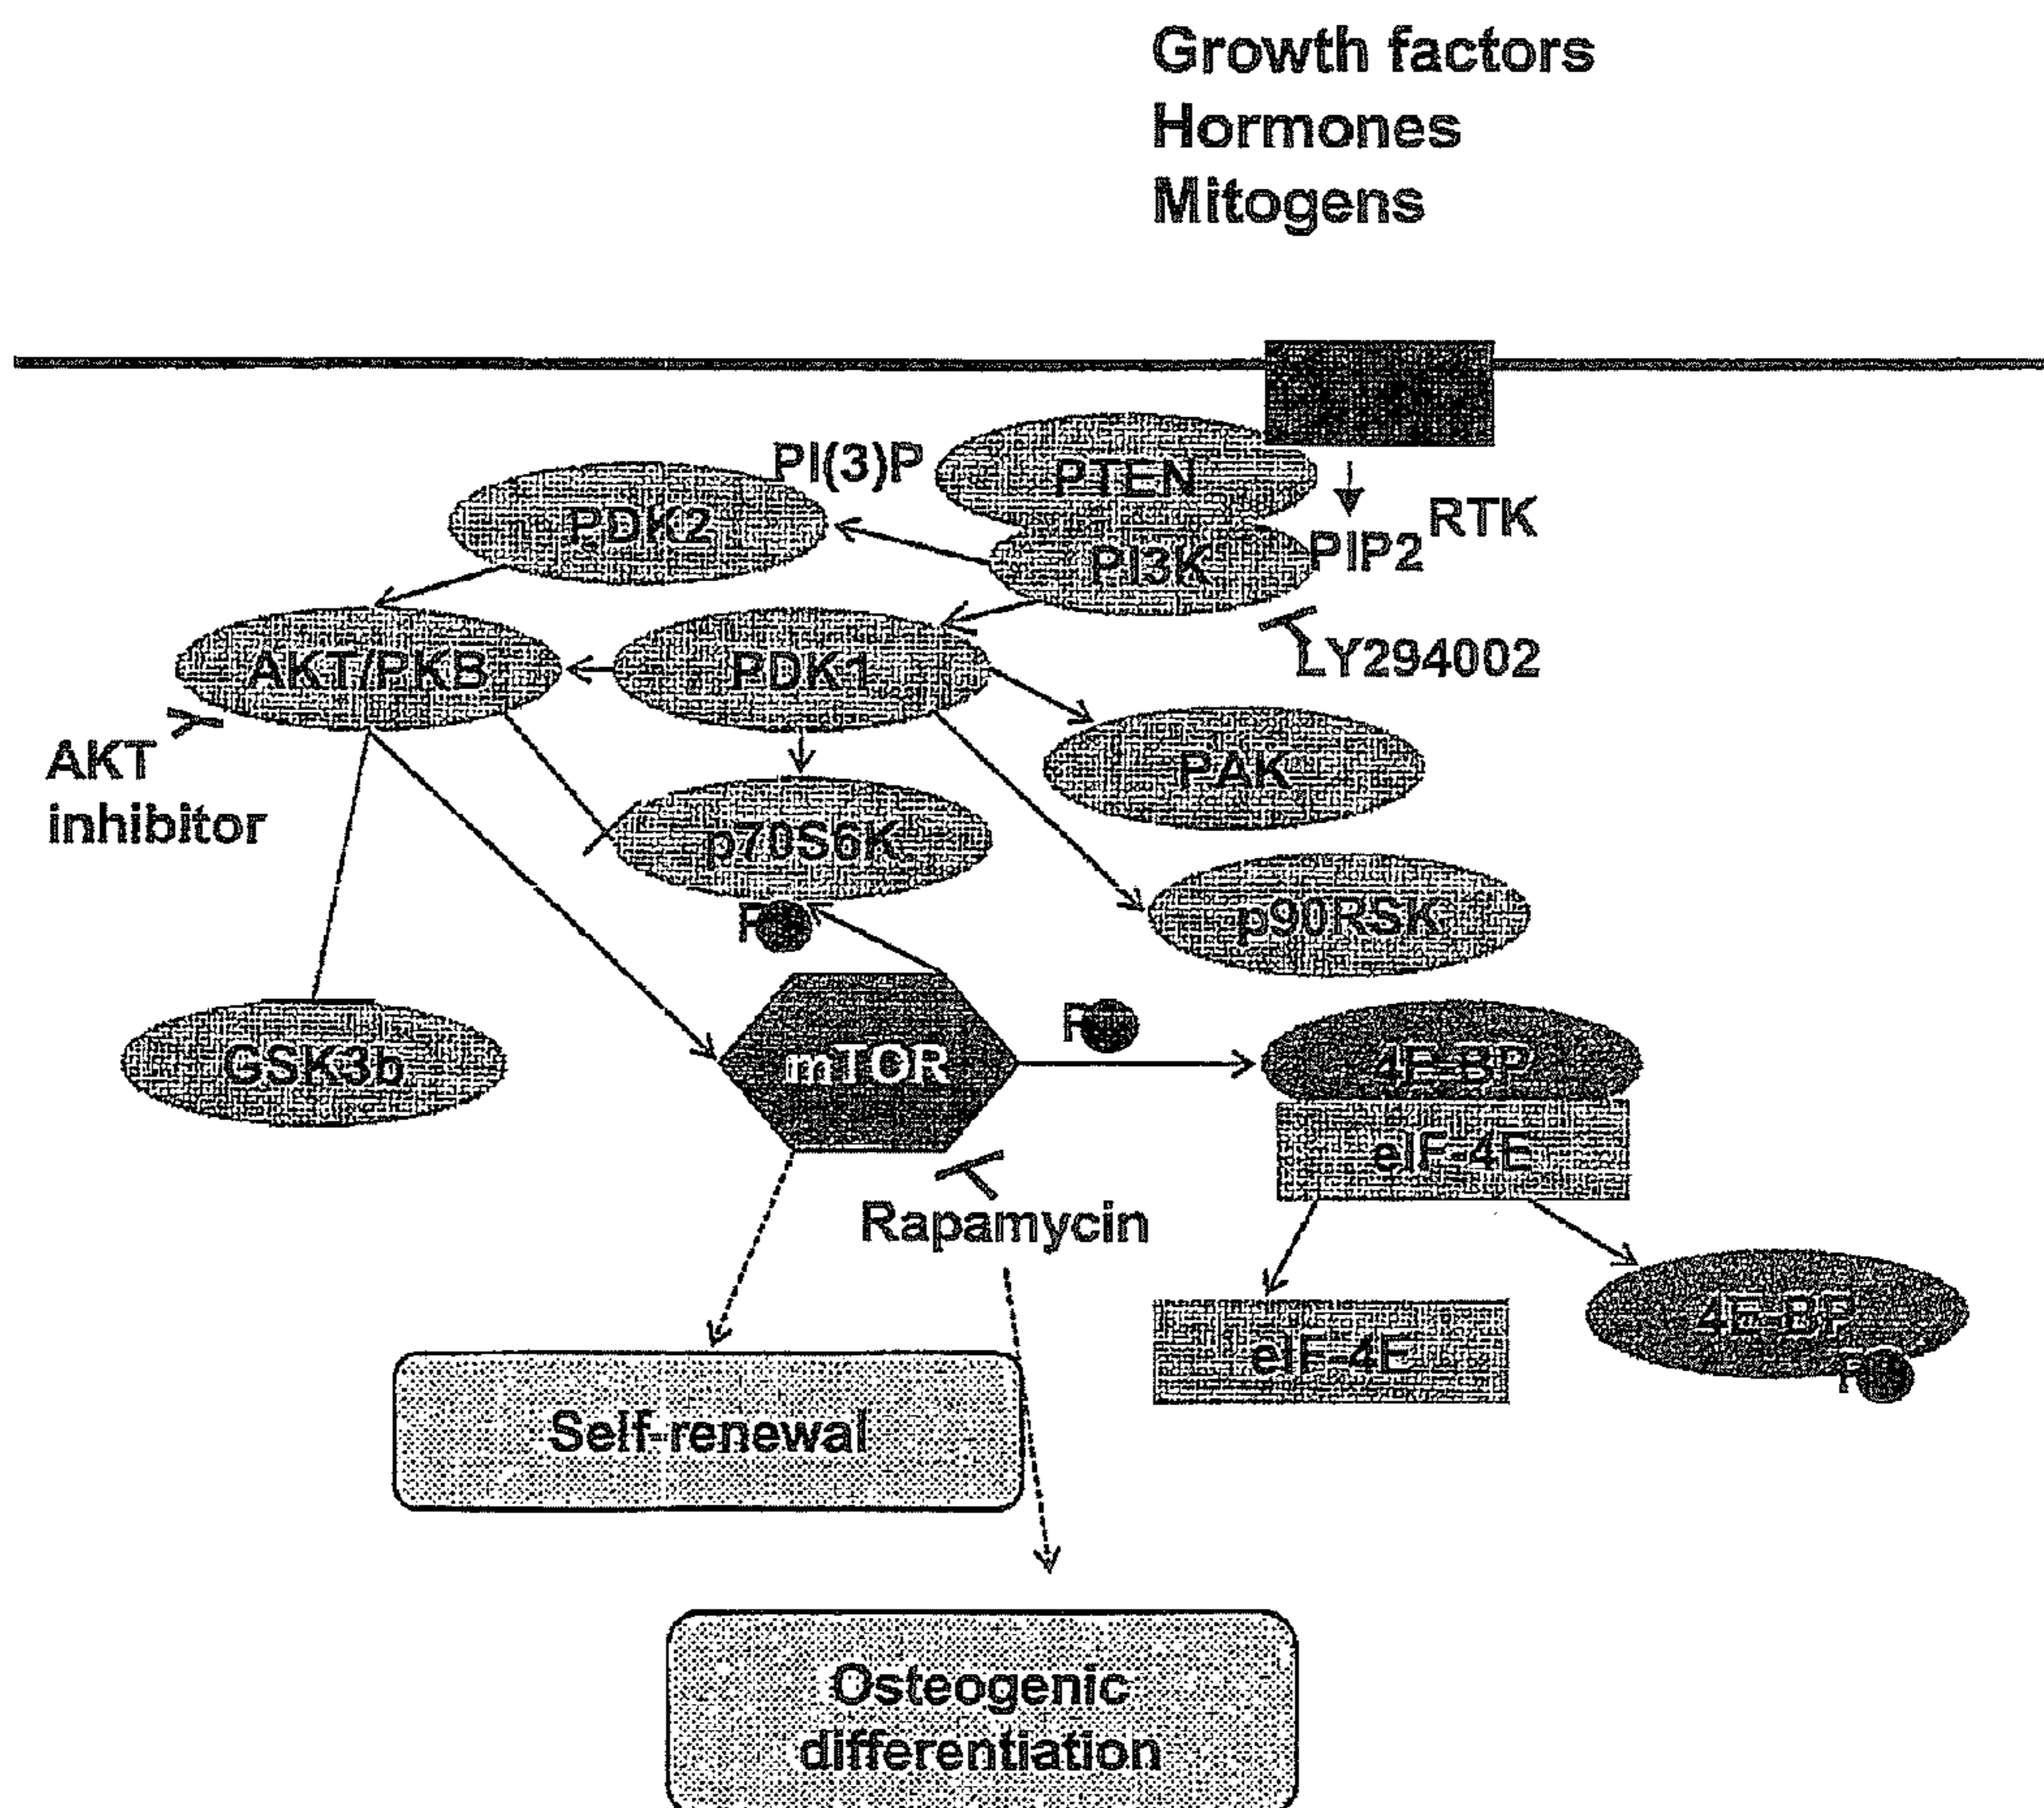 Growth factors
Hormones
Mitogens
PI(3)P
PTEN
PDK2
RTK
PIP2
PI3K
LY294002
AKT/PKB
PDK1
AKT
inhibitor
PAK
p70S6K
p90RSK
P
P
GSK3b
mTOR
4E-BP
eIF-4E
Rapamycin
eIF-4E
4E-BP
P
Self-renewal
Osteogenic
differentiation